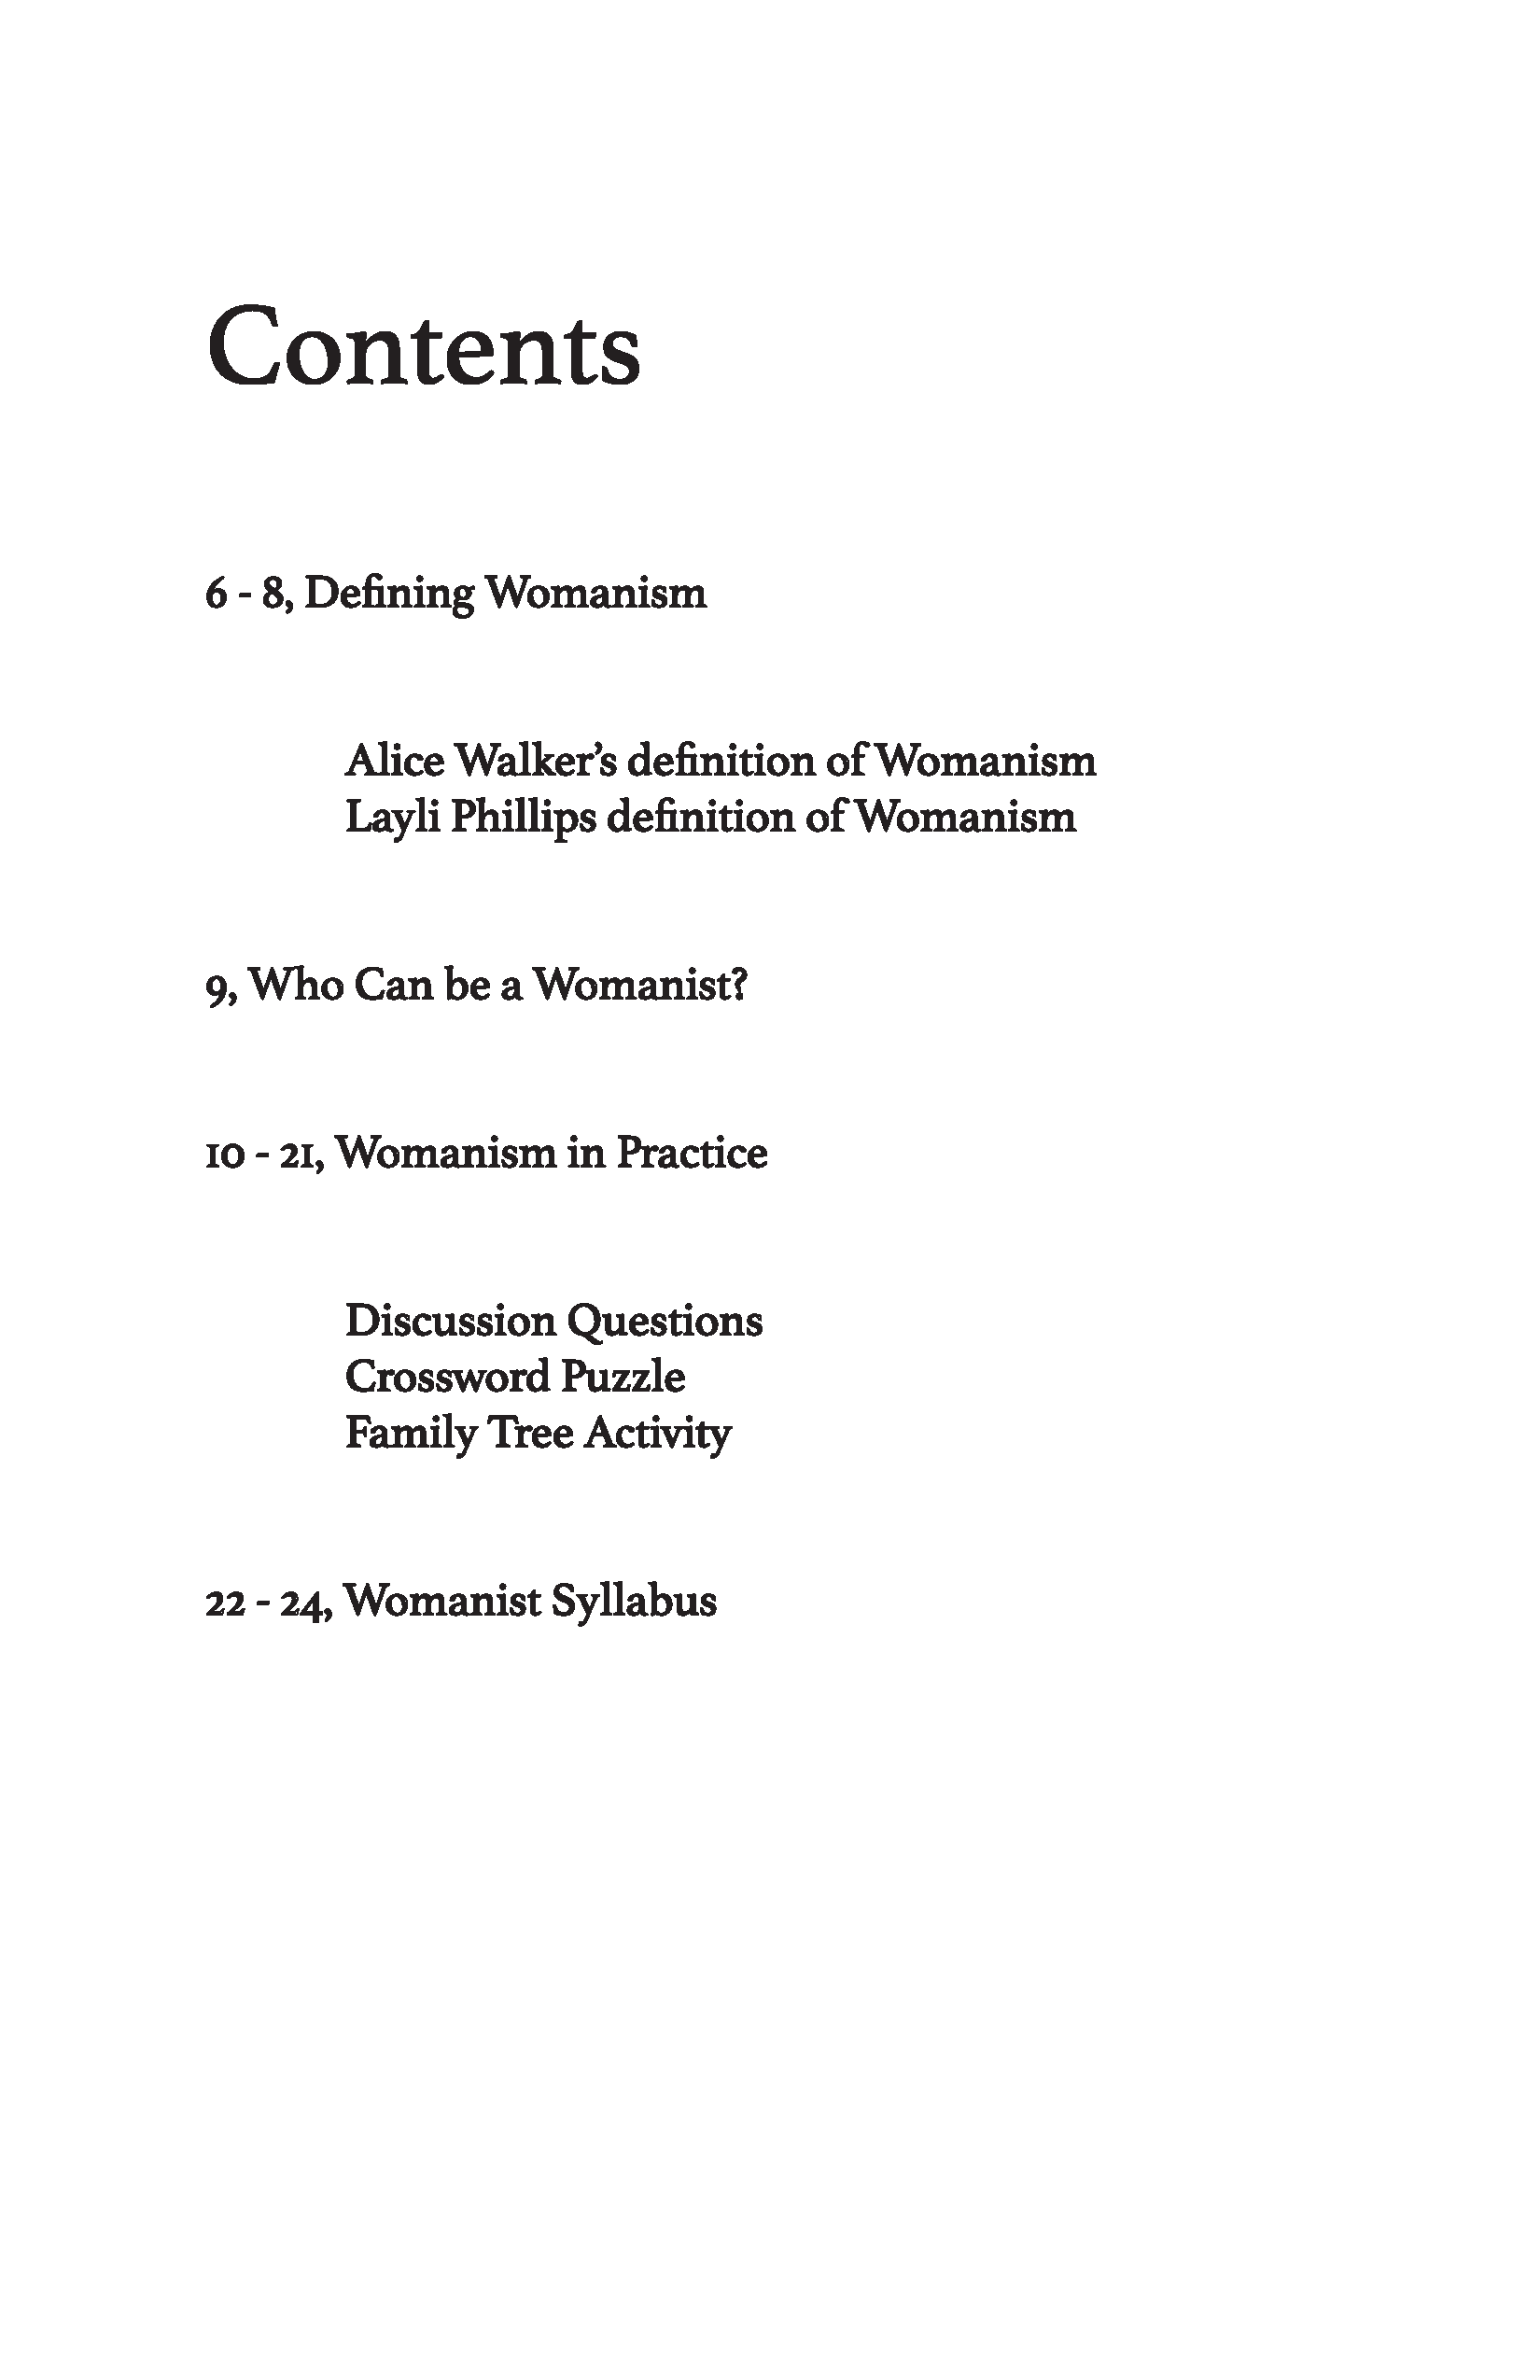 Contents
6 - 8, Defining Womanism
Alice Walker’s definition of Womanism
Layli Phillips definition of Womanism
9, Who Can be a Womanist?
10 - 21, Womanism in Practice
Discussion Questions
Crossword Puzzle
Family Tree Activity
22 - 24, Womanist Syllabus